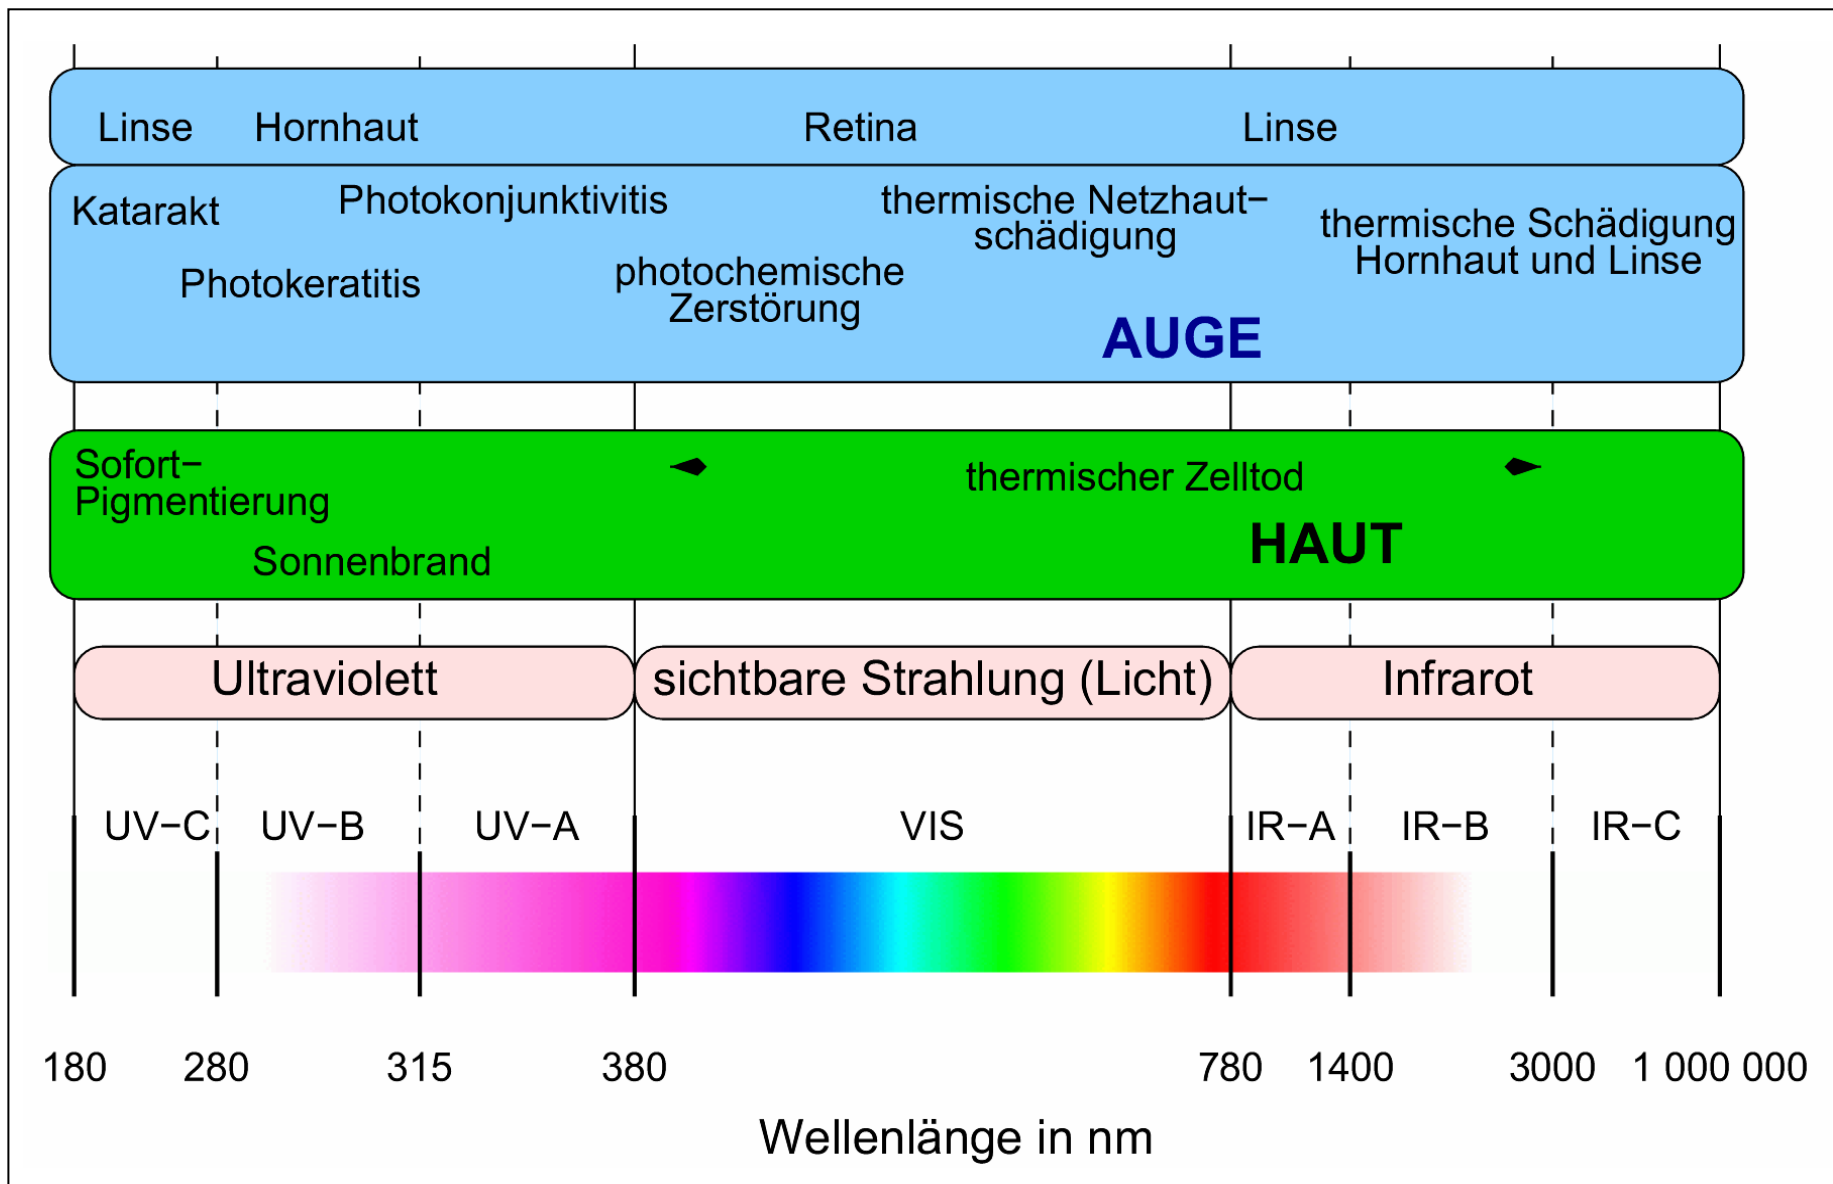 Linse Hornhaut Retina Linse
Katarakt
Photokonjunktivitis
Photokeratitis
photochemische
Zerstörung
thermische Netzhaut−
schädigung
thermische Schädigung
Hornhaut und Linse
AUGE
Sofort−
Pigmentierung
Sonnenbrand
thermischer Zelltod
HAUT
Ultraviolett sichtbare Strahlung (Licht) Infrarot
UV−C UV−B UV−A VIS IR−A IR−B IR−C
180 280 315 380 780 1400 3000 1 000 000
Wellenlänge in nm